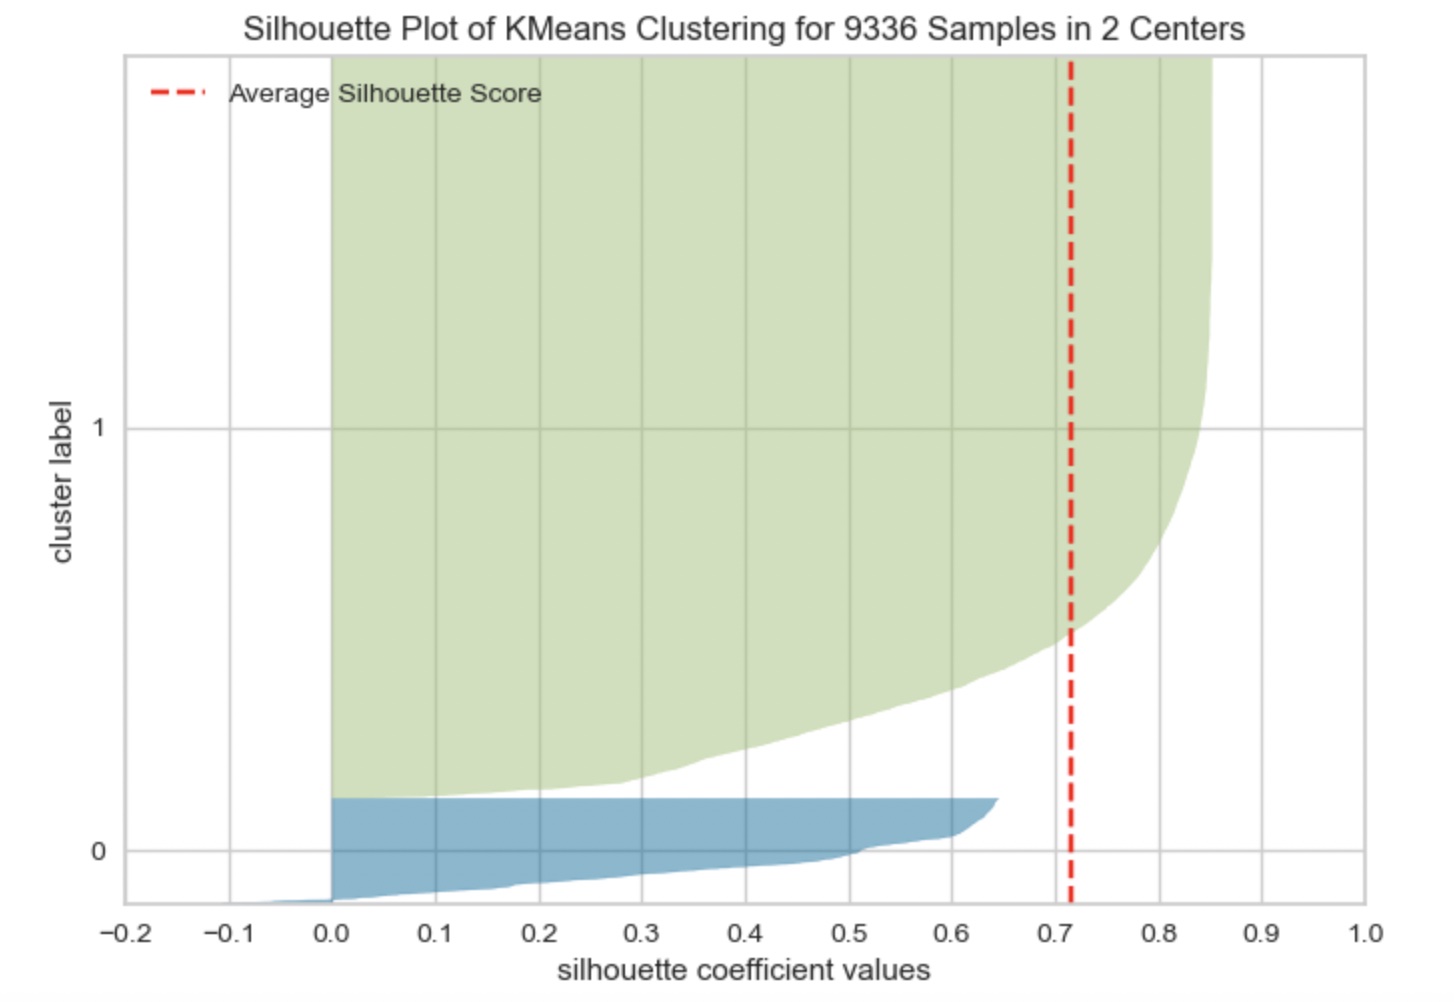 Silhouette Plot of KMeans Clustering for 9336 Samples in 2 Centers
Average Silhouette Score
cluster label
1
0
−0.2 −0.1 0.0 0.1 0.2 0.3 0.4 0.5 0.6 0.7 0.8 0.9 1.0
silhouette coefficient values